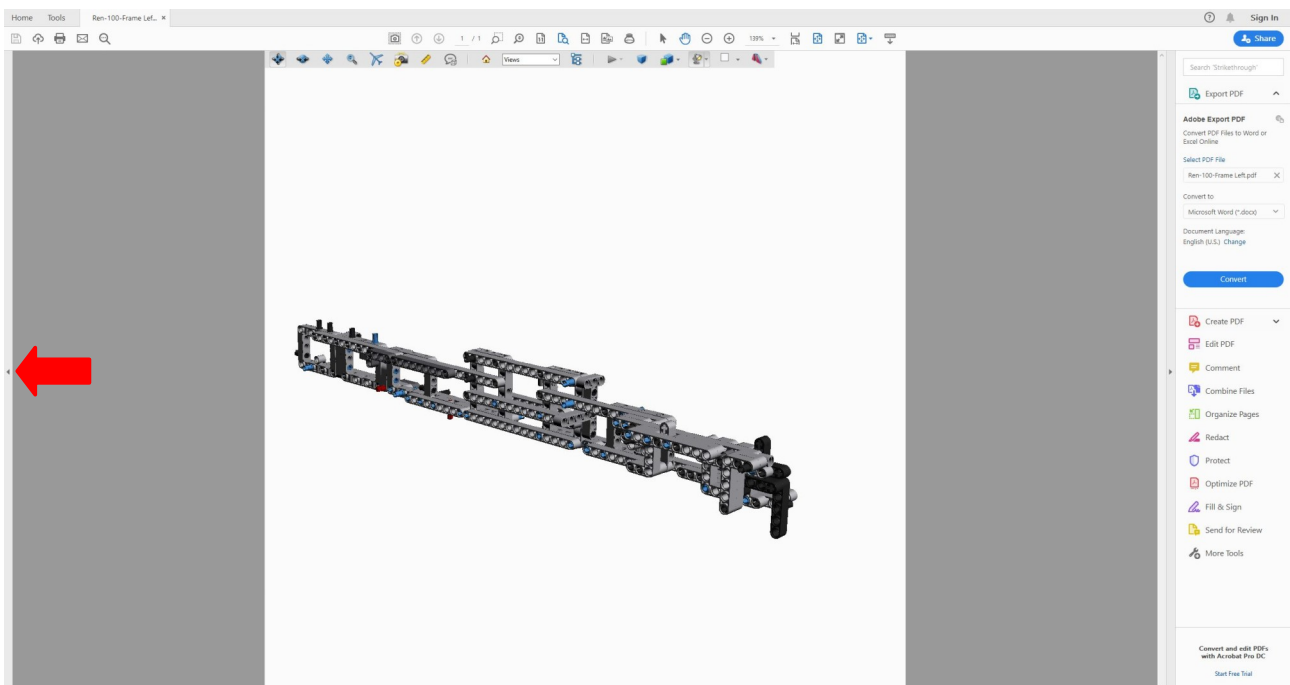 Home Tools Ren-100-Frame Lef... × Sign In
1 / 1 139% Share
Views
Search 'Strikethrough'
Export PDF
Adobe Export PDF
Convert PDF Files to Word or
Excel Online
Select PDF File
Ren-100-Frame Left.pdf X
Convert to
Microsoft Word (*.docx)
Document Language:
English (U.S.) Change
Convert
Create PDF
Edit PDF
Comment
Combine Files
Organize Pages
Redact
Protect
Optimize PDF
Fill & Sign
Send for Review
More Tools
Convert and edit PDFs
with Acrobat Pro DC
Start Free Trial